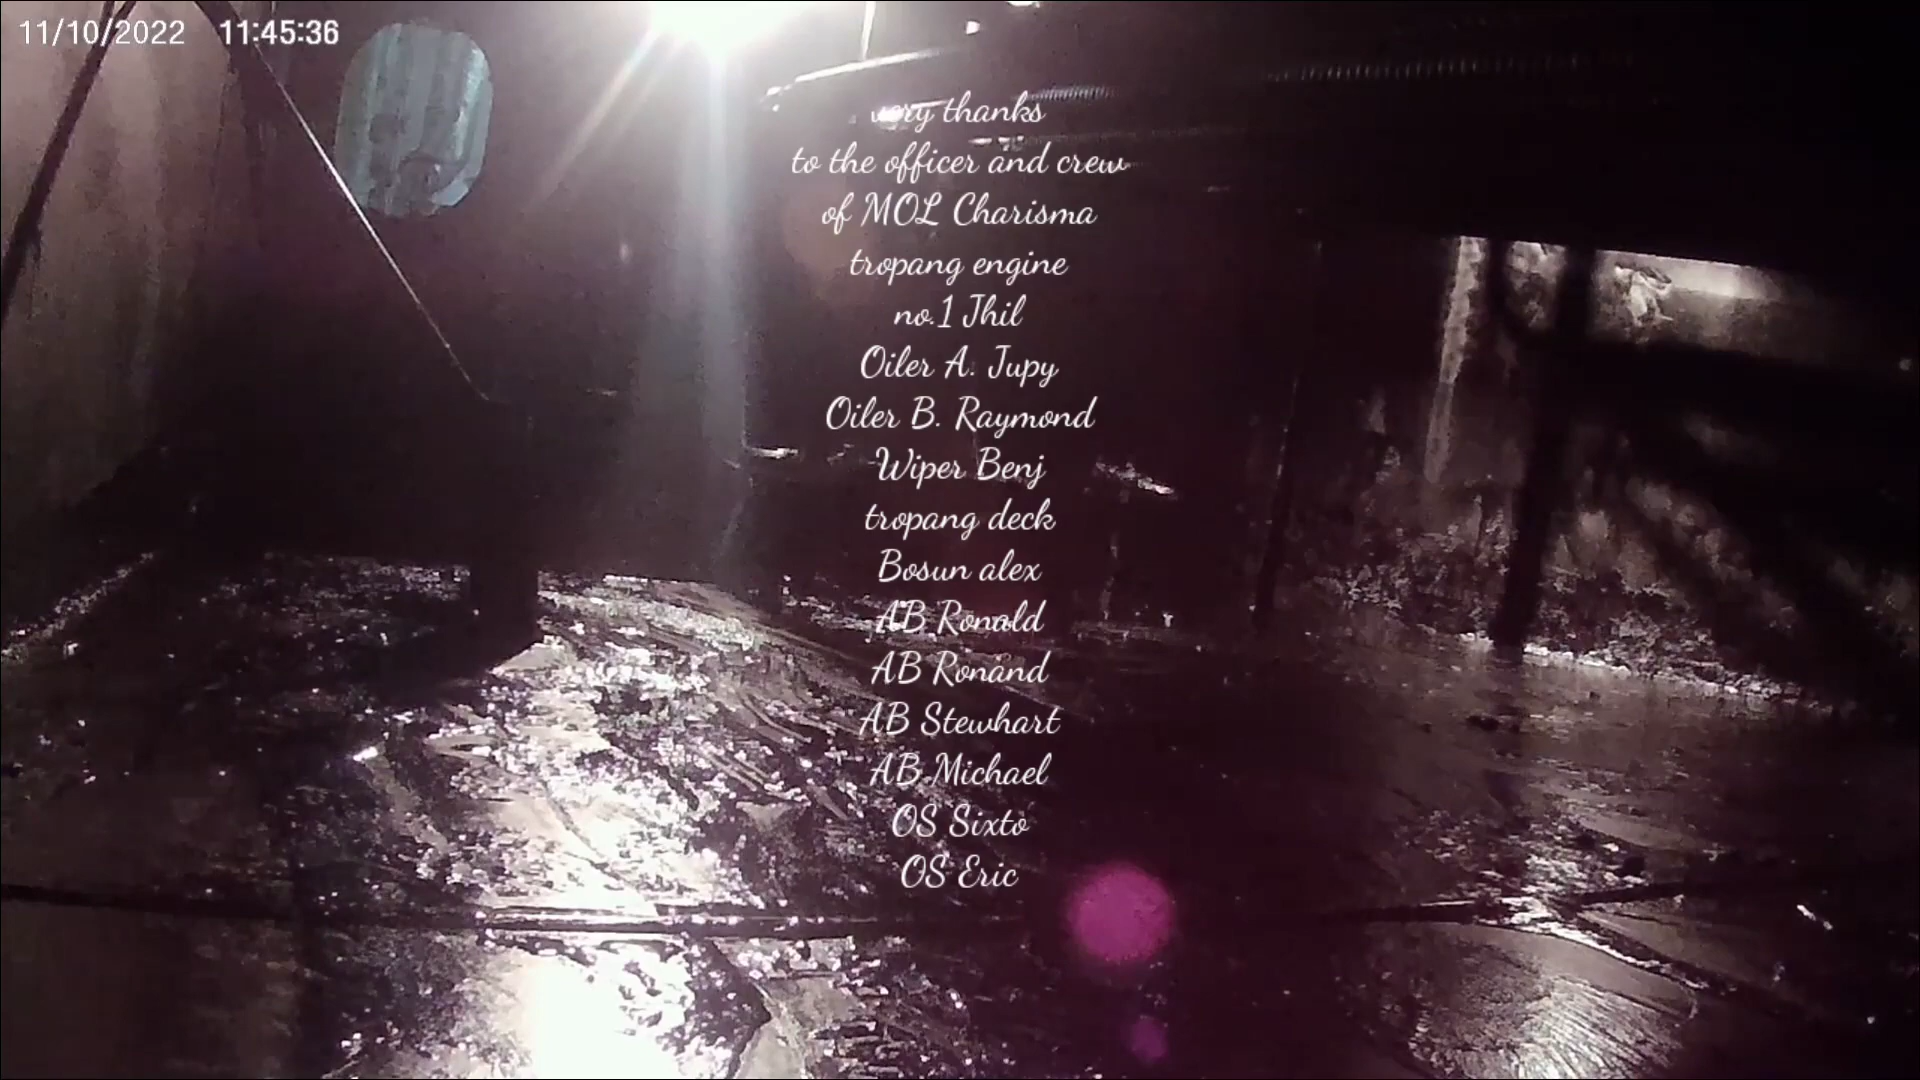 11/10/2022 11:45:36
very thanks
to the officer and crew
of MOL Charisma
tropang engine
no.1 Jhil
Oiler A. Jupy
Oiler B. Raymond
Wiper Benj
tropang deck
Bosun alex
AB Ronald
AB Ronand
AB Stewhart
AB Michael
OS Sixto
OS Eric